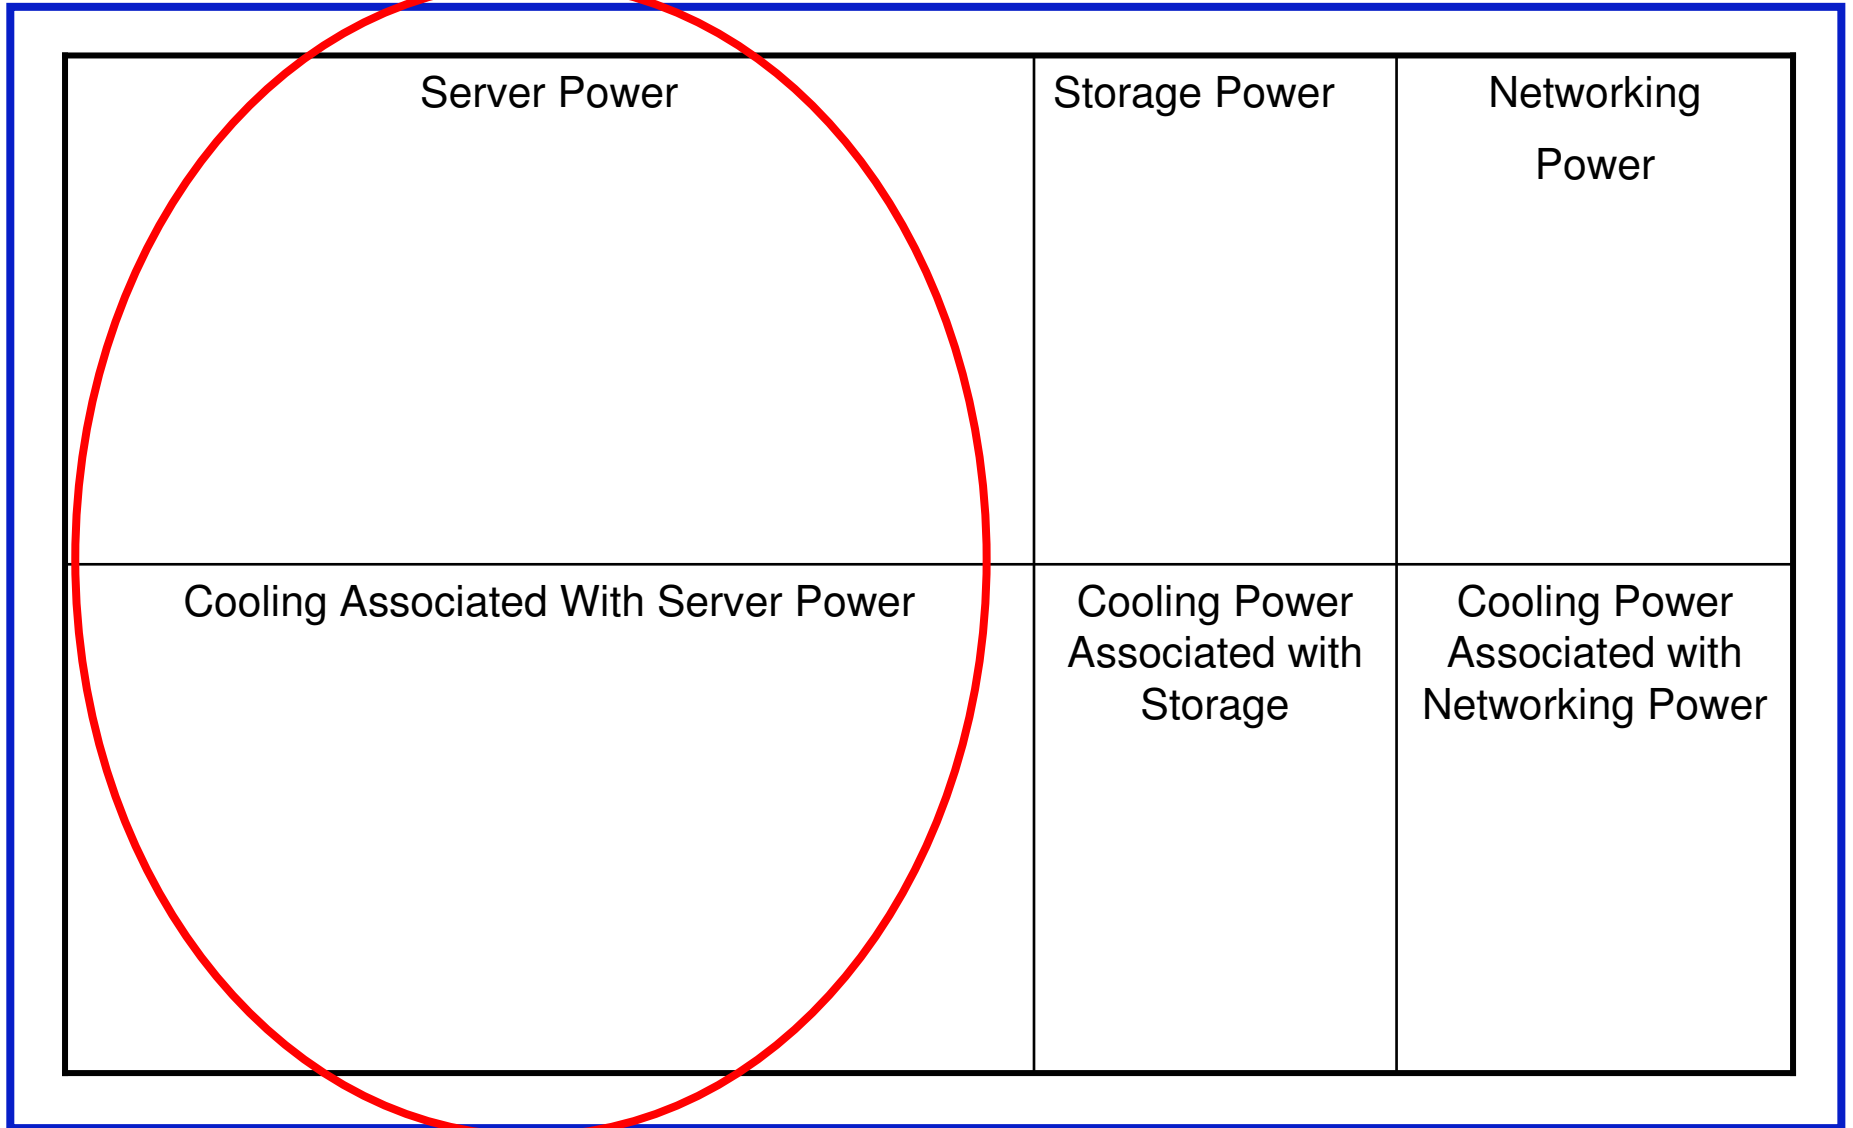 Server Power
Storage Power
Networking
Power
Cooling Associated With Server Power
Cooling Power
Associated with
Storage
Cooling Power
Associated with
Networking Power